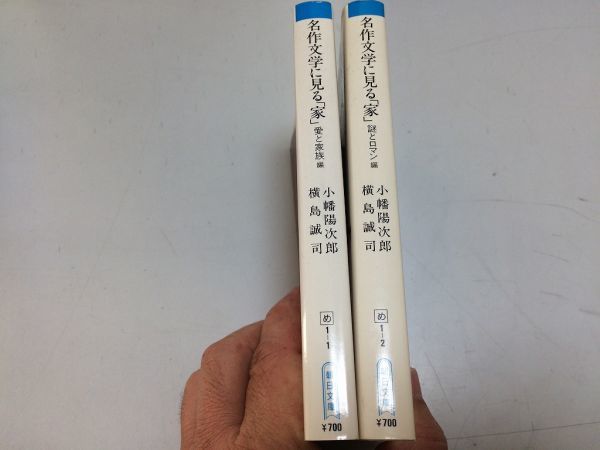 名作文学に見る「家」 愛と家族編
小幡陽次郎
横島誠司
め
1-1
朝日文庫
¥700
名作文学に見る「家」 謎とロマン編
小幡陽次郎
横島誠司
め
1-2
朝日文庫
¥700